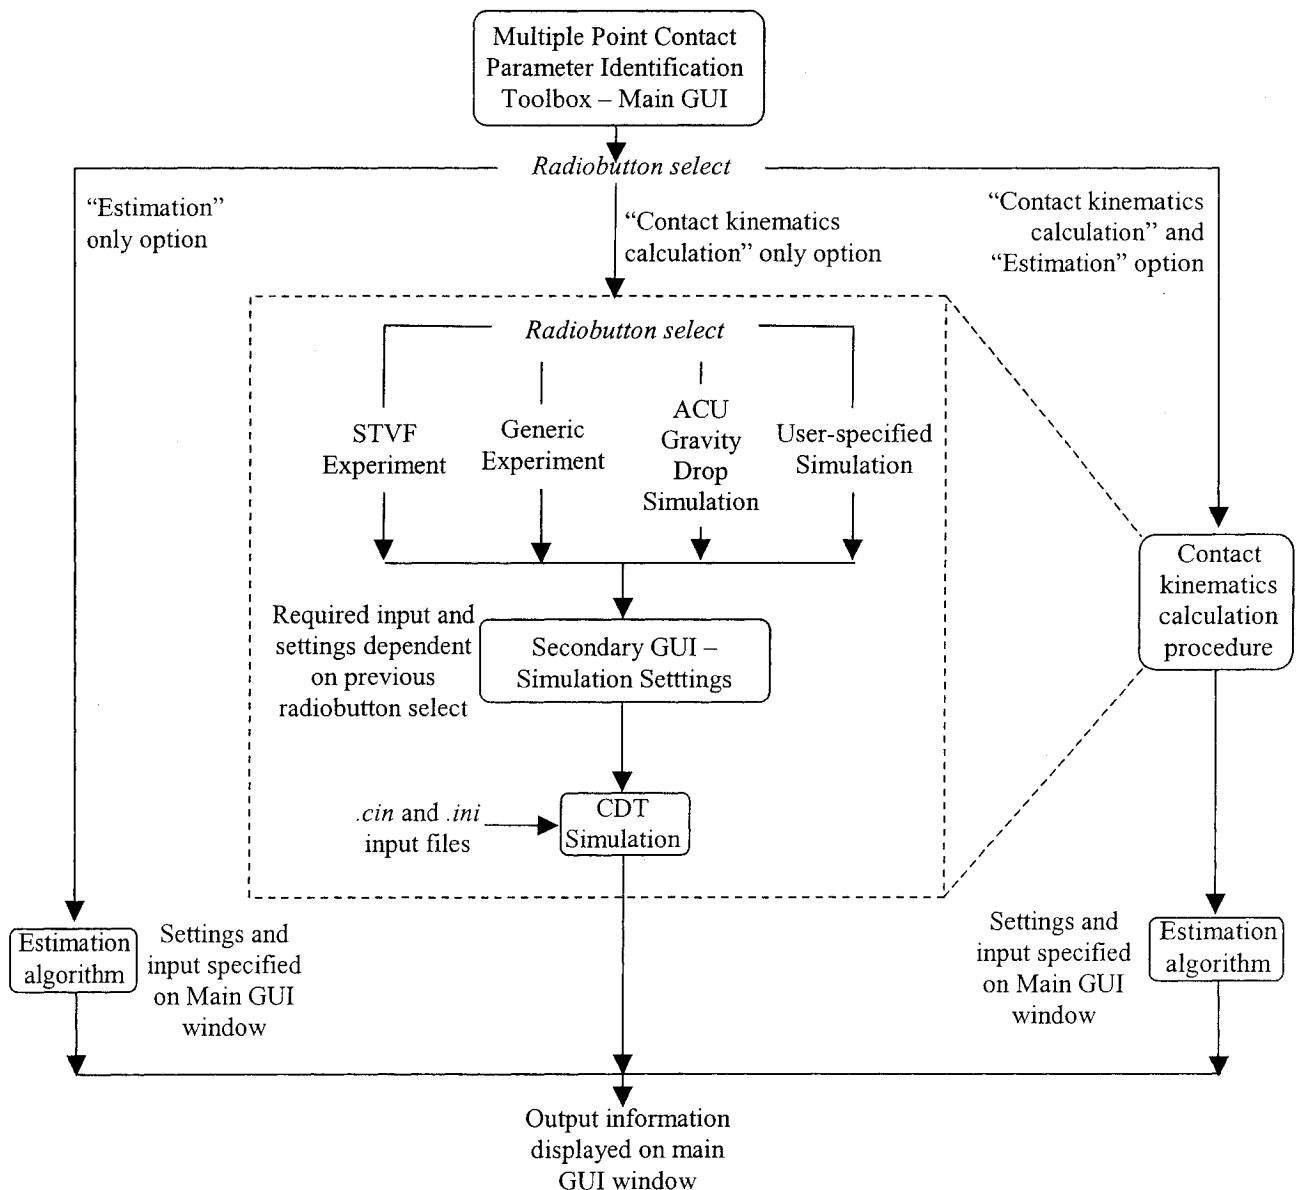 Multiple Point Contact
Parameter Identification
Toolbox – Main GUI
Radiobutton select
“Estimation”
only option
“Contact kinematics
calculation” only option
“Contact kinematics
calculation” and
“Estimation” option
Radiobutton select
STVF
Experiment
Generic
Experiment
ACU
Gravity
Drop
Simulation
User-specified
Simulation
Contact
kinematics
calculation
procedure
Required input and
settings dependent
on previous
radiobutton select
Secondary GUI –
Simulation Setttings
.cin and .ini
input files
CDT
Simulation
Estimation
algorithm
Settings and
input specified
on Main GUI
window
Settings and
input specified
on Main GUI
window
Estimation
algorithm
Output information
displayed on main
GUI window